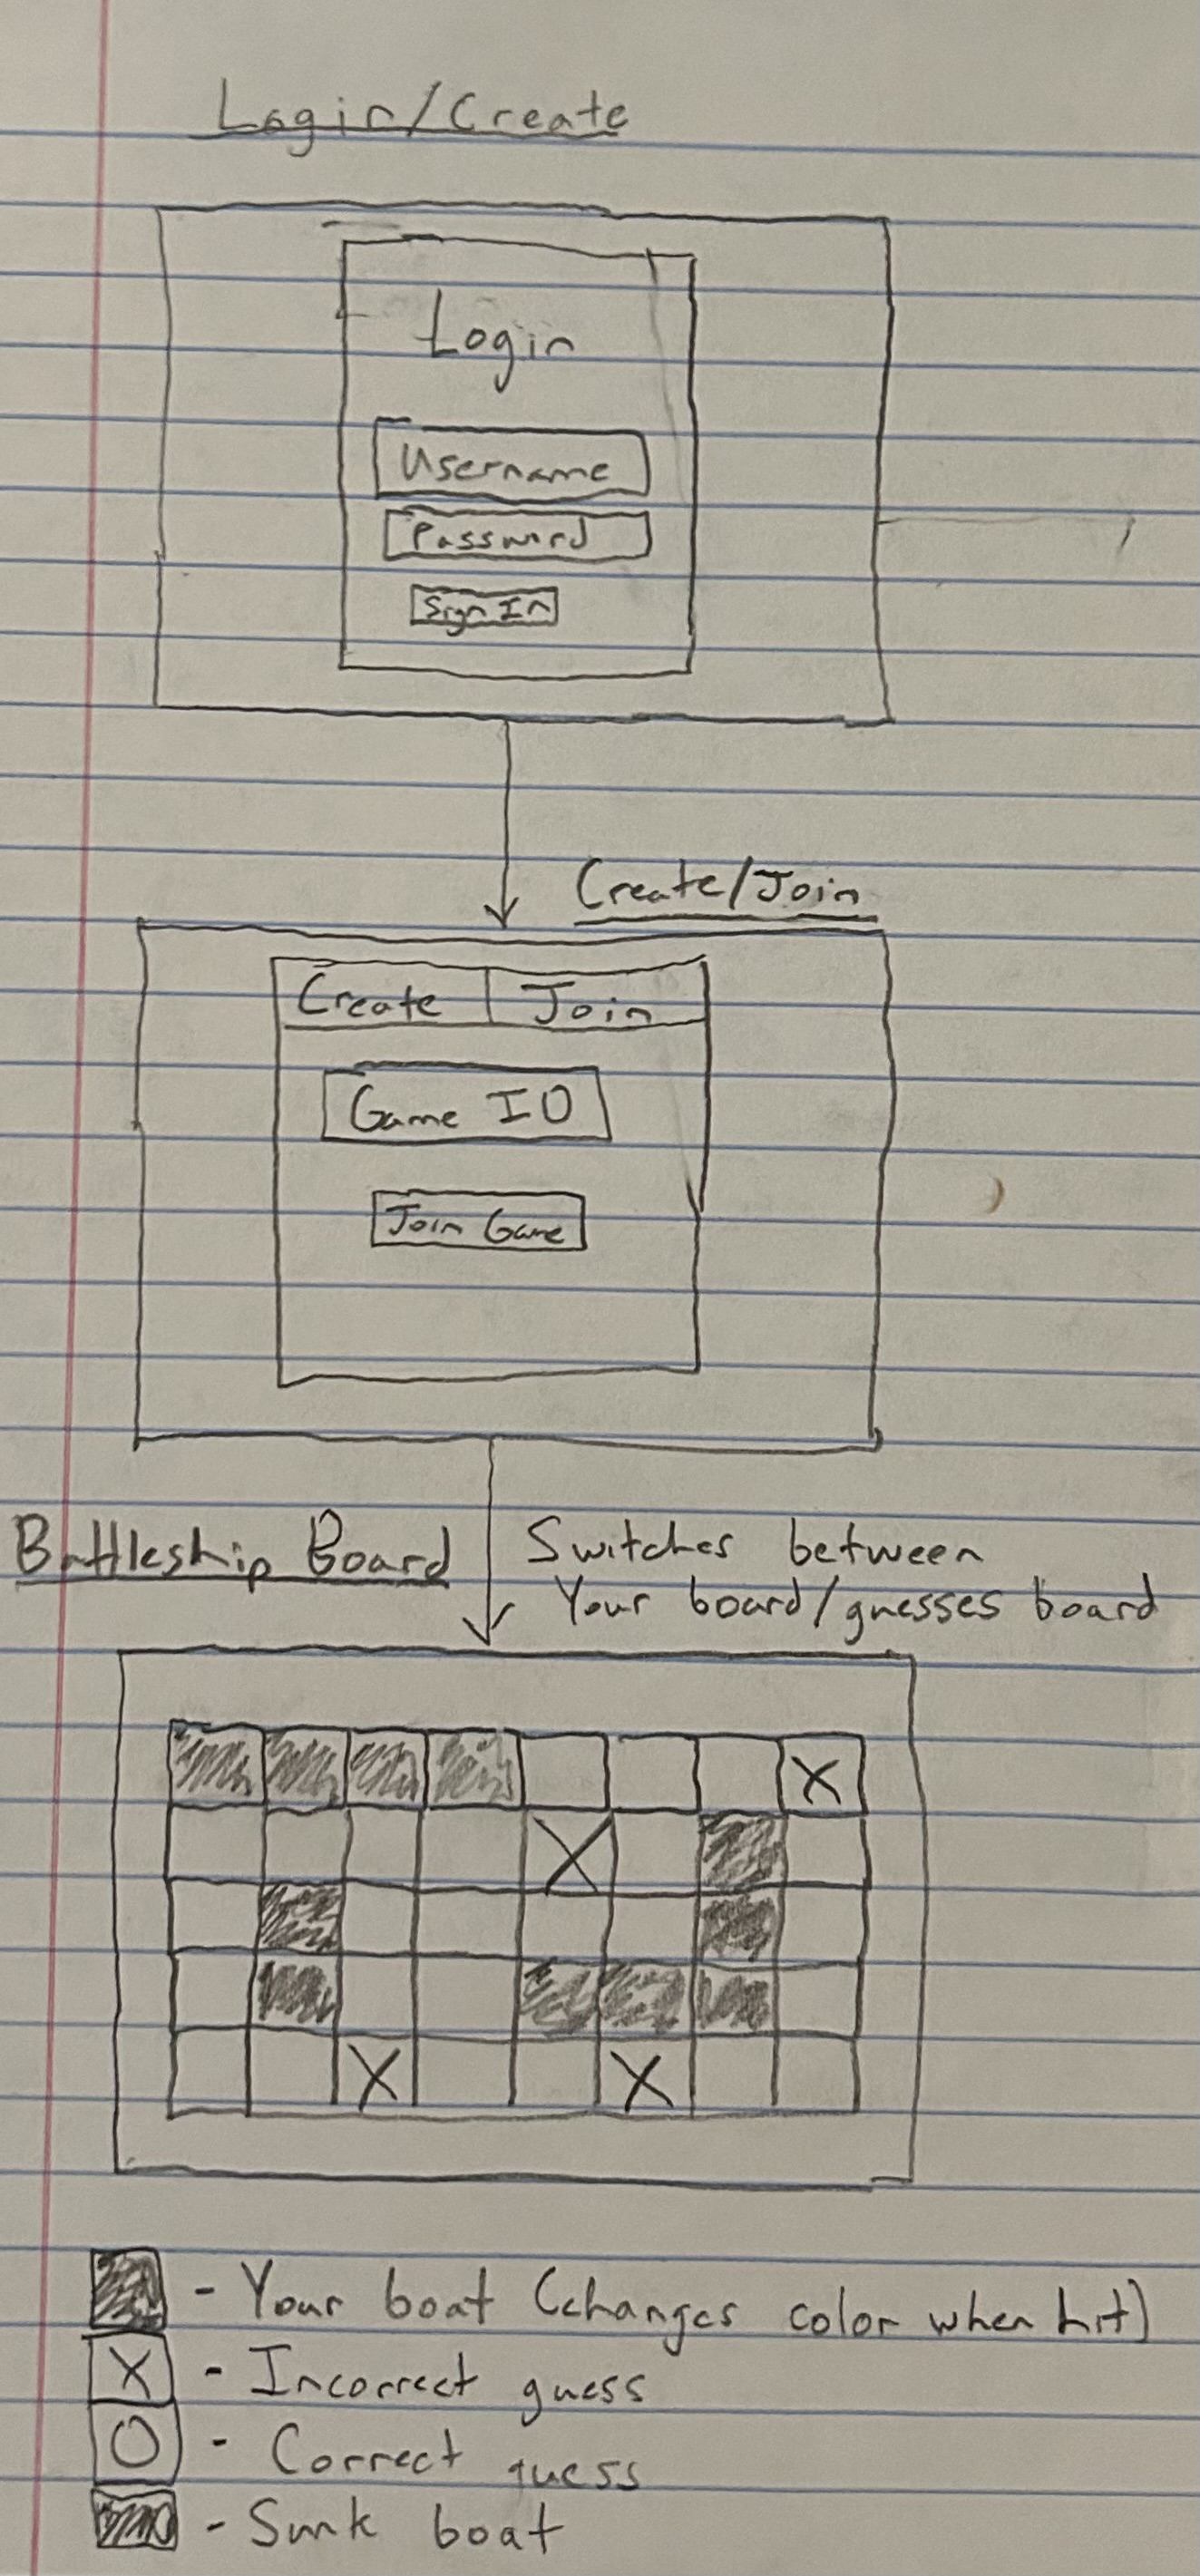 Login/Create
Login
Username
Password
Sign In
Create/Join
Create Join
Game ID
Join Game
Battleship Board
Switches between
Your board/guesses board
X
X
X X
- Your boat (changes color when hit)
X - Incorrect guess
O - Correct guess
- Sunk boat